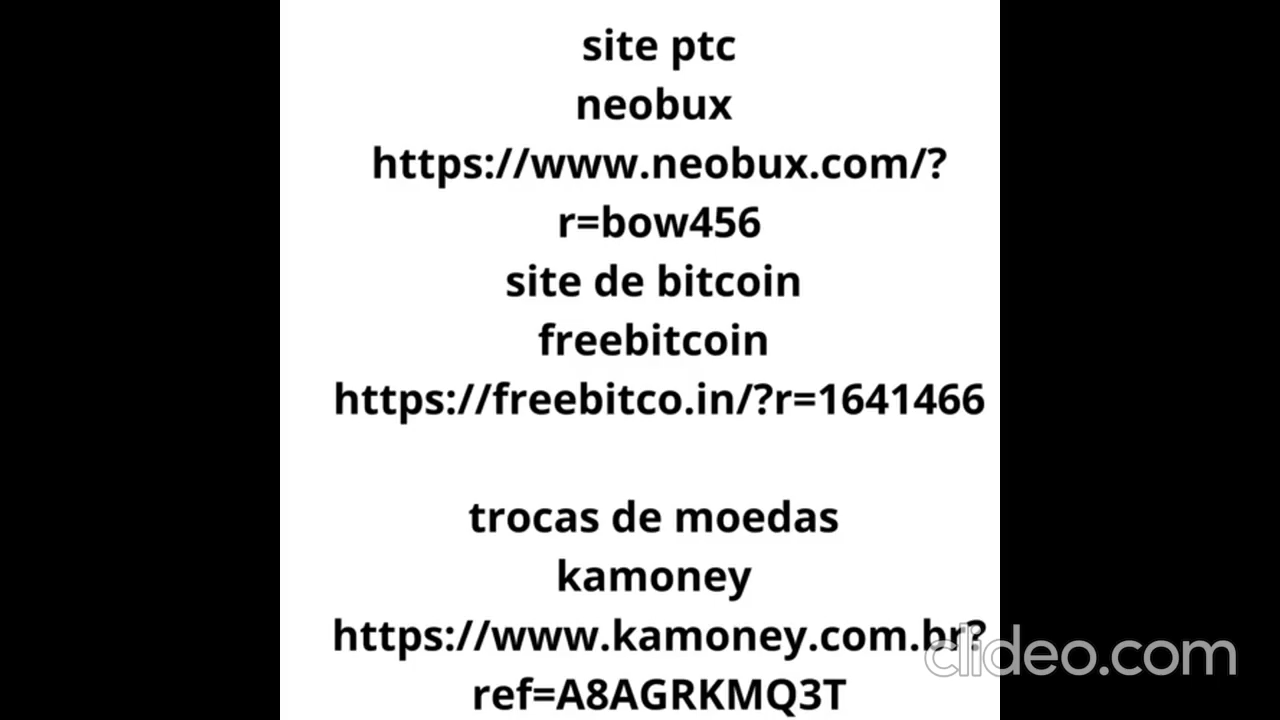 site ptc
neobux
https://www.neobux.com/?
r=bow456
site de bitcoin
freebitcoin
https://freebitco.in/?r=1641466
trocas de moedas
kamoney
https://www.kamoney.com.br?
ref=A8AGRKMQ3T
clideo.com